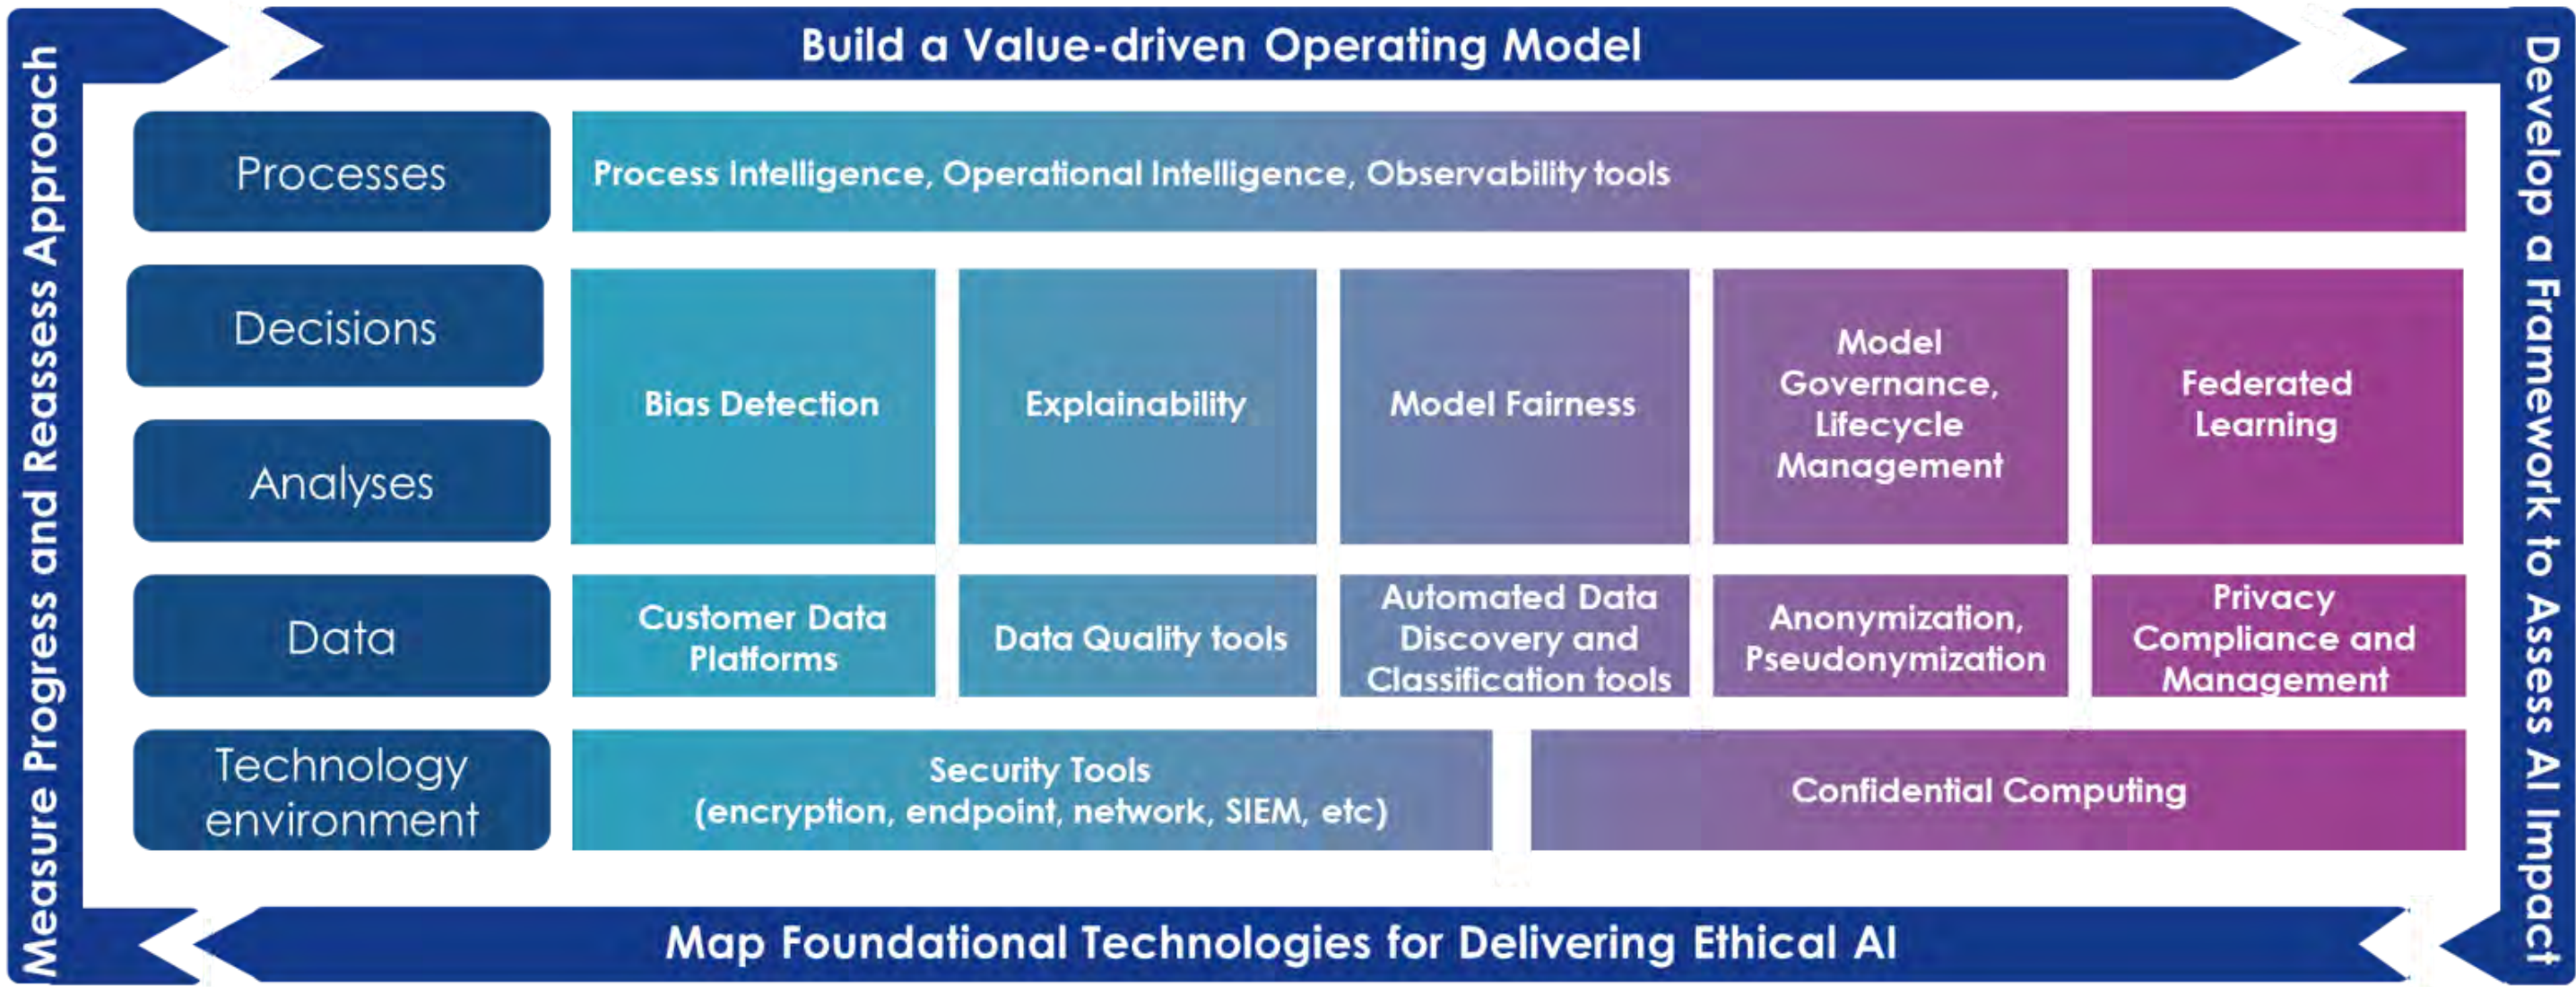 Build a Value-driven Operating Model
Measure Progress and Reassess Approach
Develop a Framework to Assess AI Impact
Processes
Process Intelligence, Operational Intelligence, Observability tools
Decisions
Analyses
Bias Detection
Explainability
Model Fairness
Model
Governance,
Lifecycle
Management
Federated
Learning
Data
Customer Data
Platforms
Data Quality tools
Automated Data
Discovery and
Classification tools
Anonymization,
Pseudonymization
Privacy
Compliance and
Management
Technology
environment
Security Tools
(encryption, endpoint, network, SIEM, etc)
Confidential Computing
Map Foundational Technologies for Delivering Ethical AI